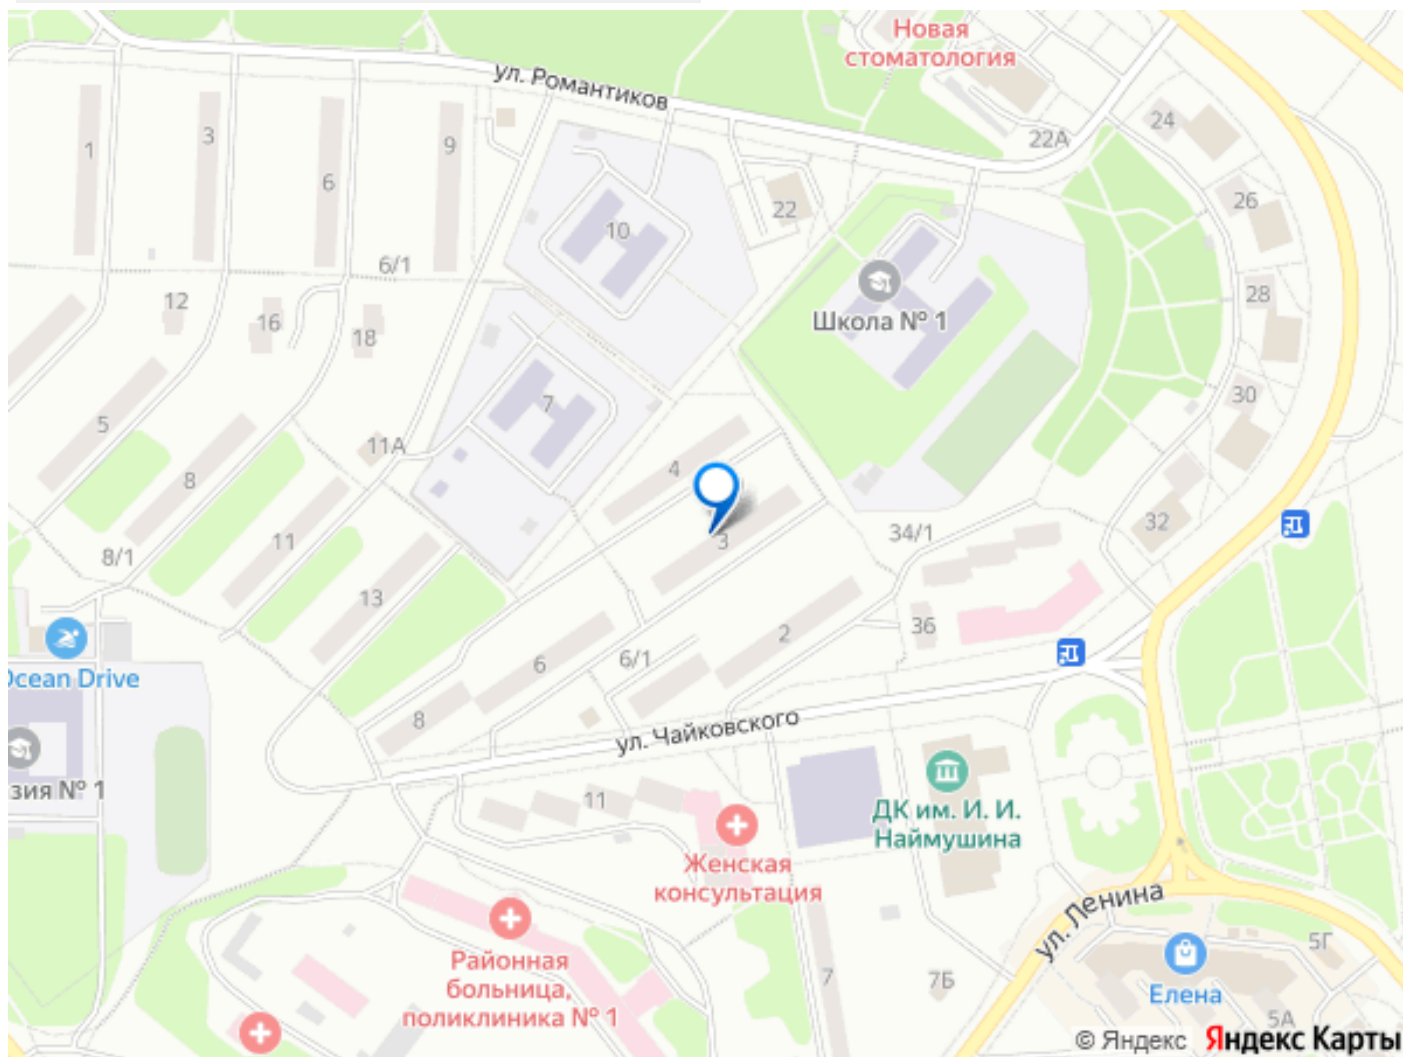 Новая
стоматология
ул. Романтиков
24
22А
1
3
6
9
26
22
10
6/1
28
12
16
18
Школа № 1
30
7
5
11А
4
8
3
32
34/1
11
8/1
13
36
2
6
6/1
Ocean Drive
8
ул. Чайковского
зия № 1
11
ДК им. И. И.
Наймушина
Женская
консультация
ул. Ленина
5Г
Районная
больница,
поликлиника № 1
7
7Б
Елена
5А
© Яндекс Яндекс Карты